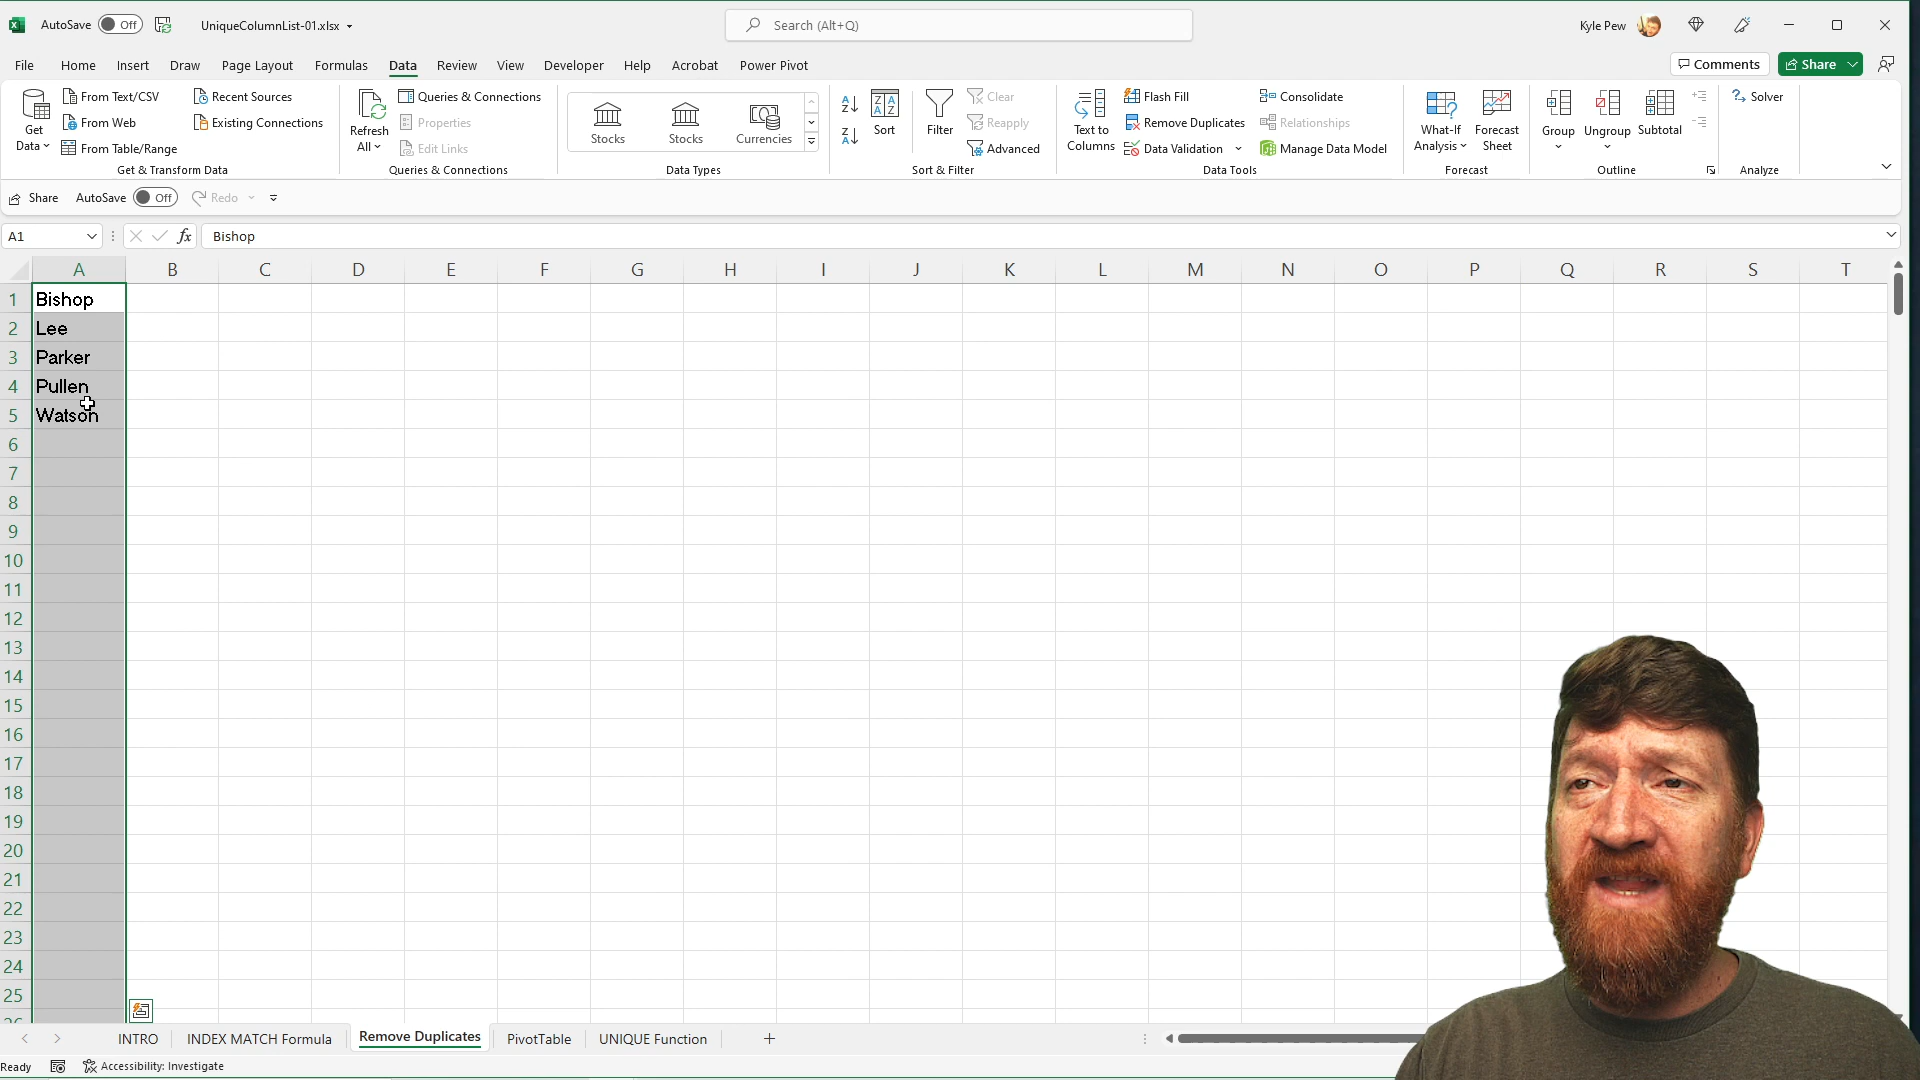 AutoSave Off UniqueColumnList-01.xlsx Search (Alt+Q) Kyle Pew
File Home Insert Draw Page Layout Formulas Data Review View Developer Help Acrobat Power Pivot Comments Share
Get Data From Text/CSV From Web From Table/Range Recent Sources Existing Connections
Get & Transform Data
Refresh All Queries & Connections Properties Edit Links
Queries & Connections
Stocks Stocks Currencies
Data Types
Sort Filter Clear Reapply Advanced
Sort & Filter
Text to Columns Flash Fill Remove Duplicates Data Validation Consolidate Relationships Manage Data Model
Data Tools
What-If Analysis Forecast Sheet
Forecast
Group Ungroup Subtotal
Outline
Solver
Analyze
Share AutoSave Off Redo
A1 fx Bishop
A B C D E F G H I J K L M N O P Q R S T
1 Bishop
2 Lee
3 Parker
4 Pullen
5 Watson
6
7
8
9
10
11
12
13
14
15
16
17
18
19
20
21
22
23
24
25
INTRO INDEX MATCH Formula Remove Duplicates PivotTable UNIQUE Function
Ready Accessibility: Investigate